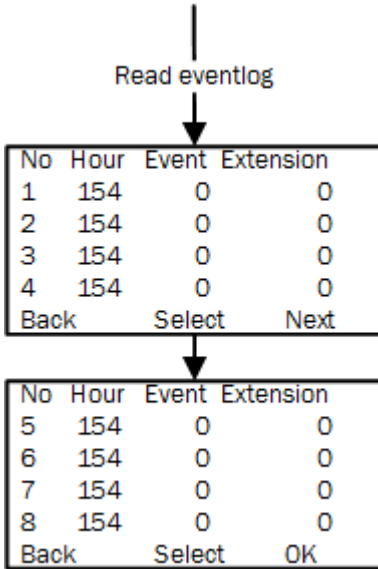 Read eventlog
No Hour Event Extension
1 154 0 0
2 154 0 0
3 154 0 0
4 154 0 0
Back Select Next
No Hour Event Extension
5 154 0 0
6 154 0 0
7 154 0 0
8 154 0 0
Back Select OK